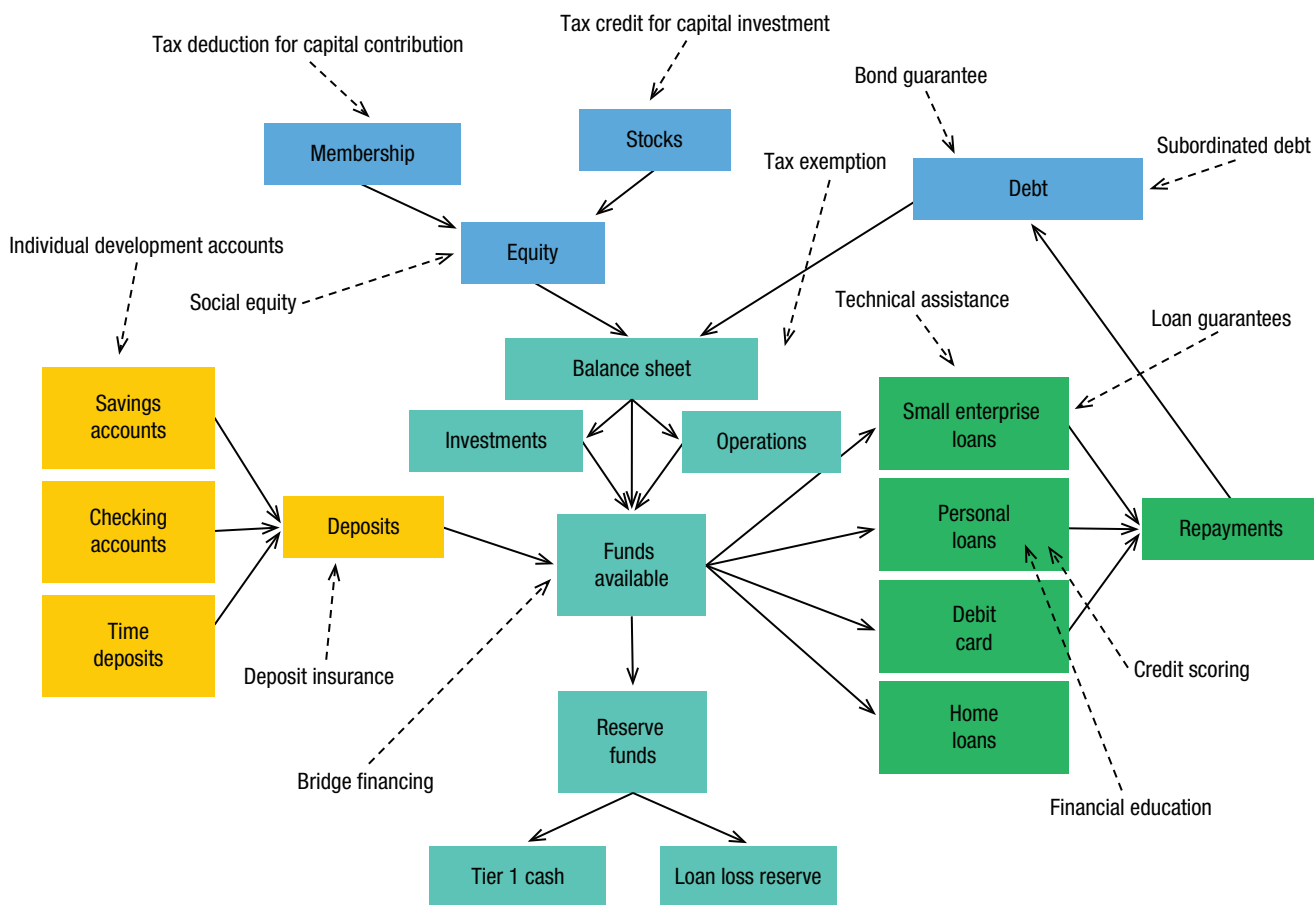 Tax deduction for capital contribution
Tax credit for capital investment
Bond guarantee
Membership
Stocks
Tax exemption
Subordinated debt
Debt
Individual development accounts
Equity
Social equity
Technical assistance
Loan guarantees
Balance sheet
Savings
accounts
Investments
Operations
Small enterprise
loans
Checking
accounts
Deposits
Funds
available
Personal
loans
Repayments
Time
deposits
Debit
card
Deposit insurance
Credit scoring
Reserve
funds
Home
loans
Bridge financing
Financial education
Tier 1 cash
Loan loss reserve